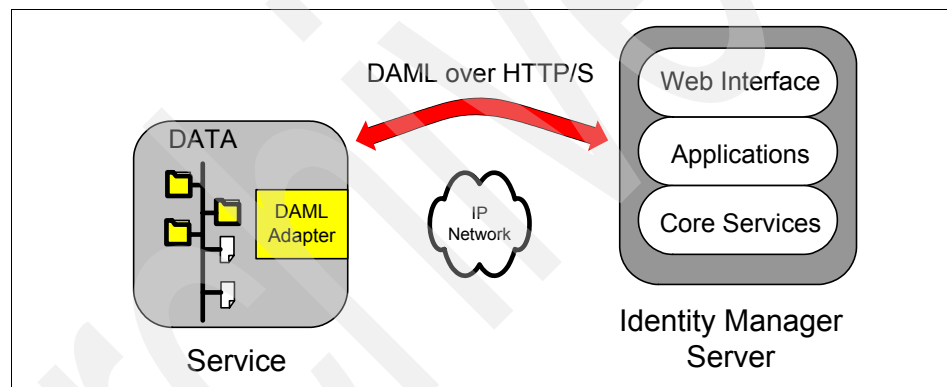 DAML over HTTP/S
Web Interface
DATA
Applications
DAML
Adapter
IP
Network
Core Services
Identity Manager
Server
Service